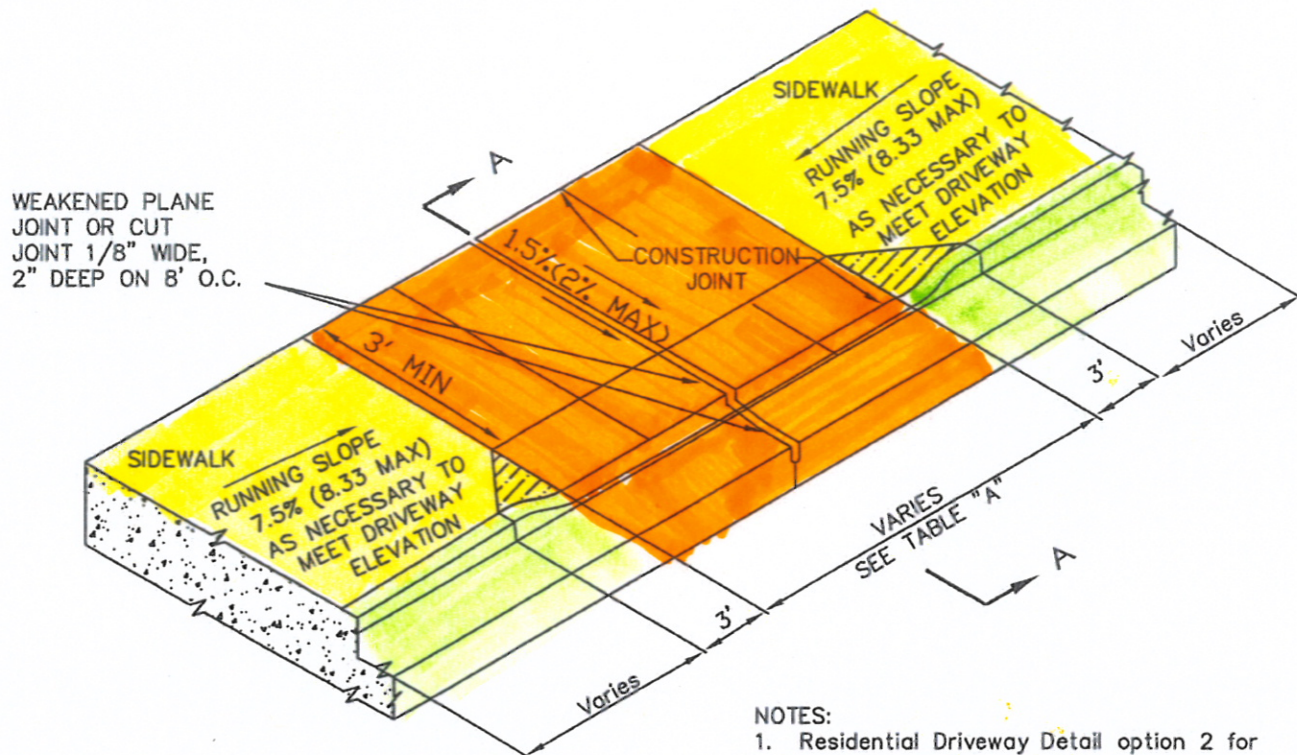 SIDEWALK
RUNNING SLOPE
7.5% (8.33 MAX)
AS NECESSARY TO
MEET DRIVEWAY
ELEVATION
A
WEAKENED PLANE
JOINT OR CUT
JOINT 1/8" WIDE,
2" DEEP ON 8' O.C.
CONSTRUCTION
JOINT
1.5%(2% MAX)
3' MIN
Varies
3'
SIDEWALK
RUNNING SLOPE
7.5% (8.33 MAX)
AS NECESSARY TO
MEET DRIVEWAY
ELEVATION
VARIES
SEE TABLE "A"
A
3'
Varies
NOTES:
1. Residential Driveway Detail option 2 for